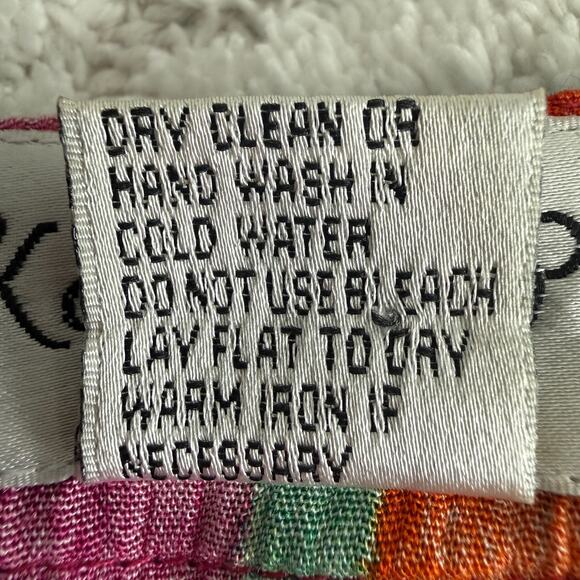 DRY CLEAN OR
HAND WASH IN
COLD WATER
DO NOT USE BLEACH
LAY FLAT TO DRY
WARM IRON IF
NECESSARY